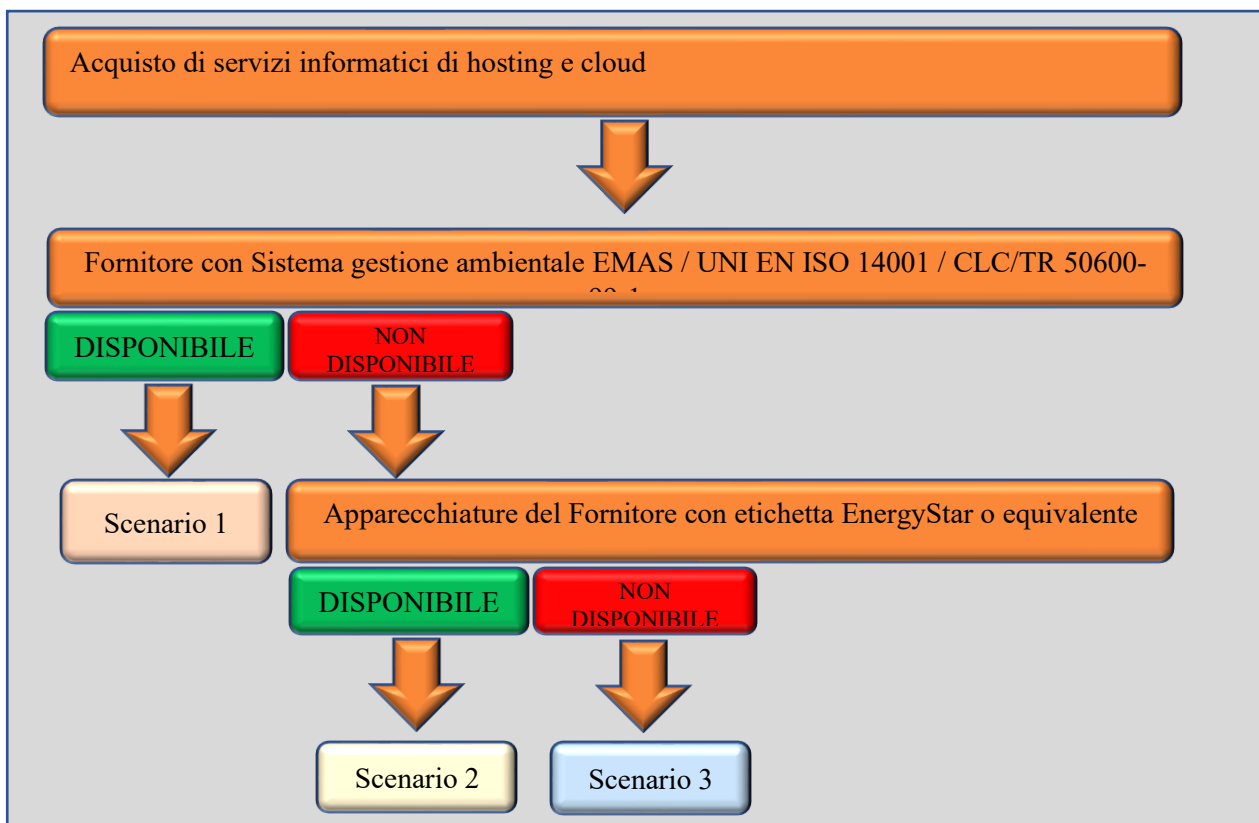 Acquisto di servizi informatici di hosting e cloud
Fornitore con Sistema gestione ambientale EMAS / UNI EN ISO 14001 / CLC/TR 50600-
DISPONIBILE
NON
DISPONIBILE
Scenario 1
Apparecchiature del Fornitore con etichetta EnergyStar o equivalente
DISPONIBILE
NON
DISPONIBILE
Scenario 2
Scenario 3